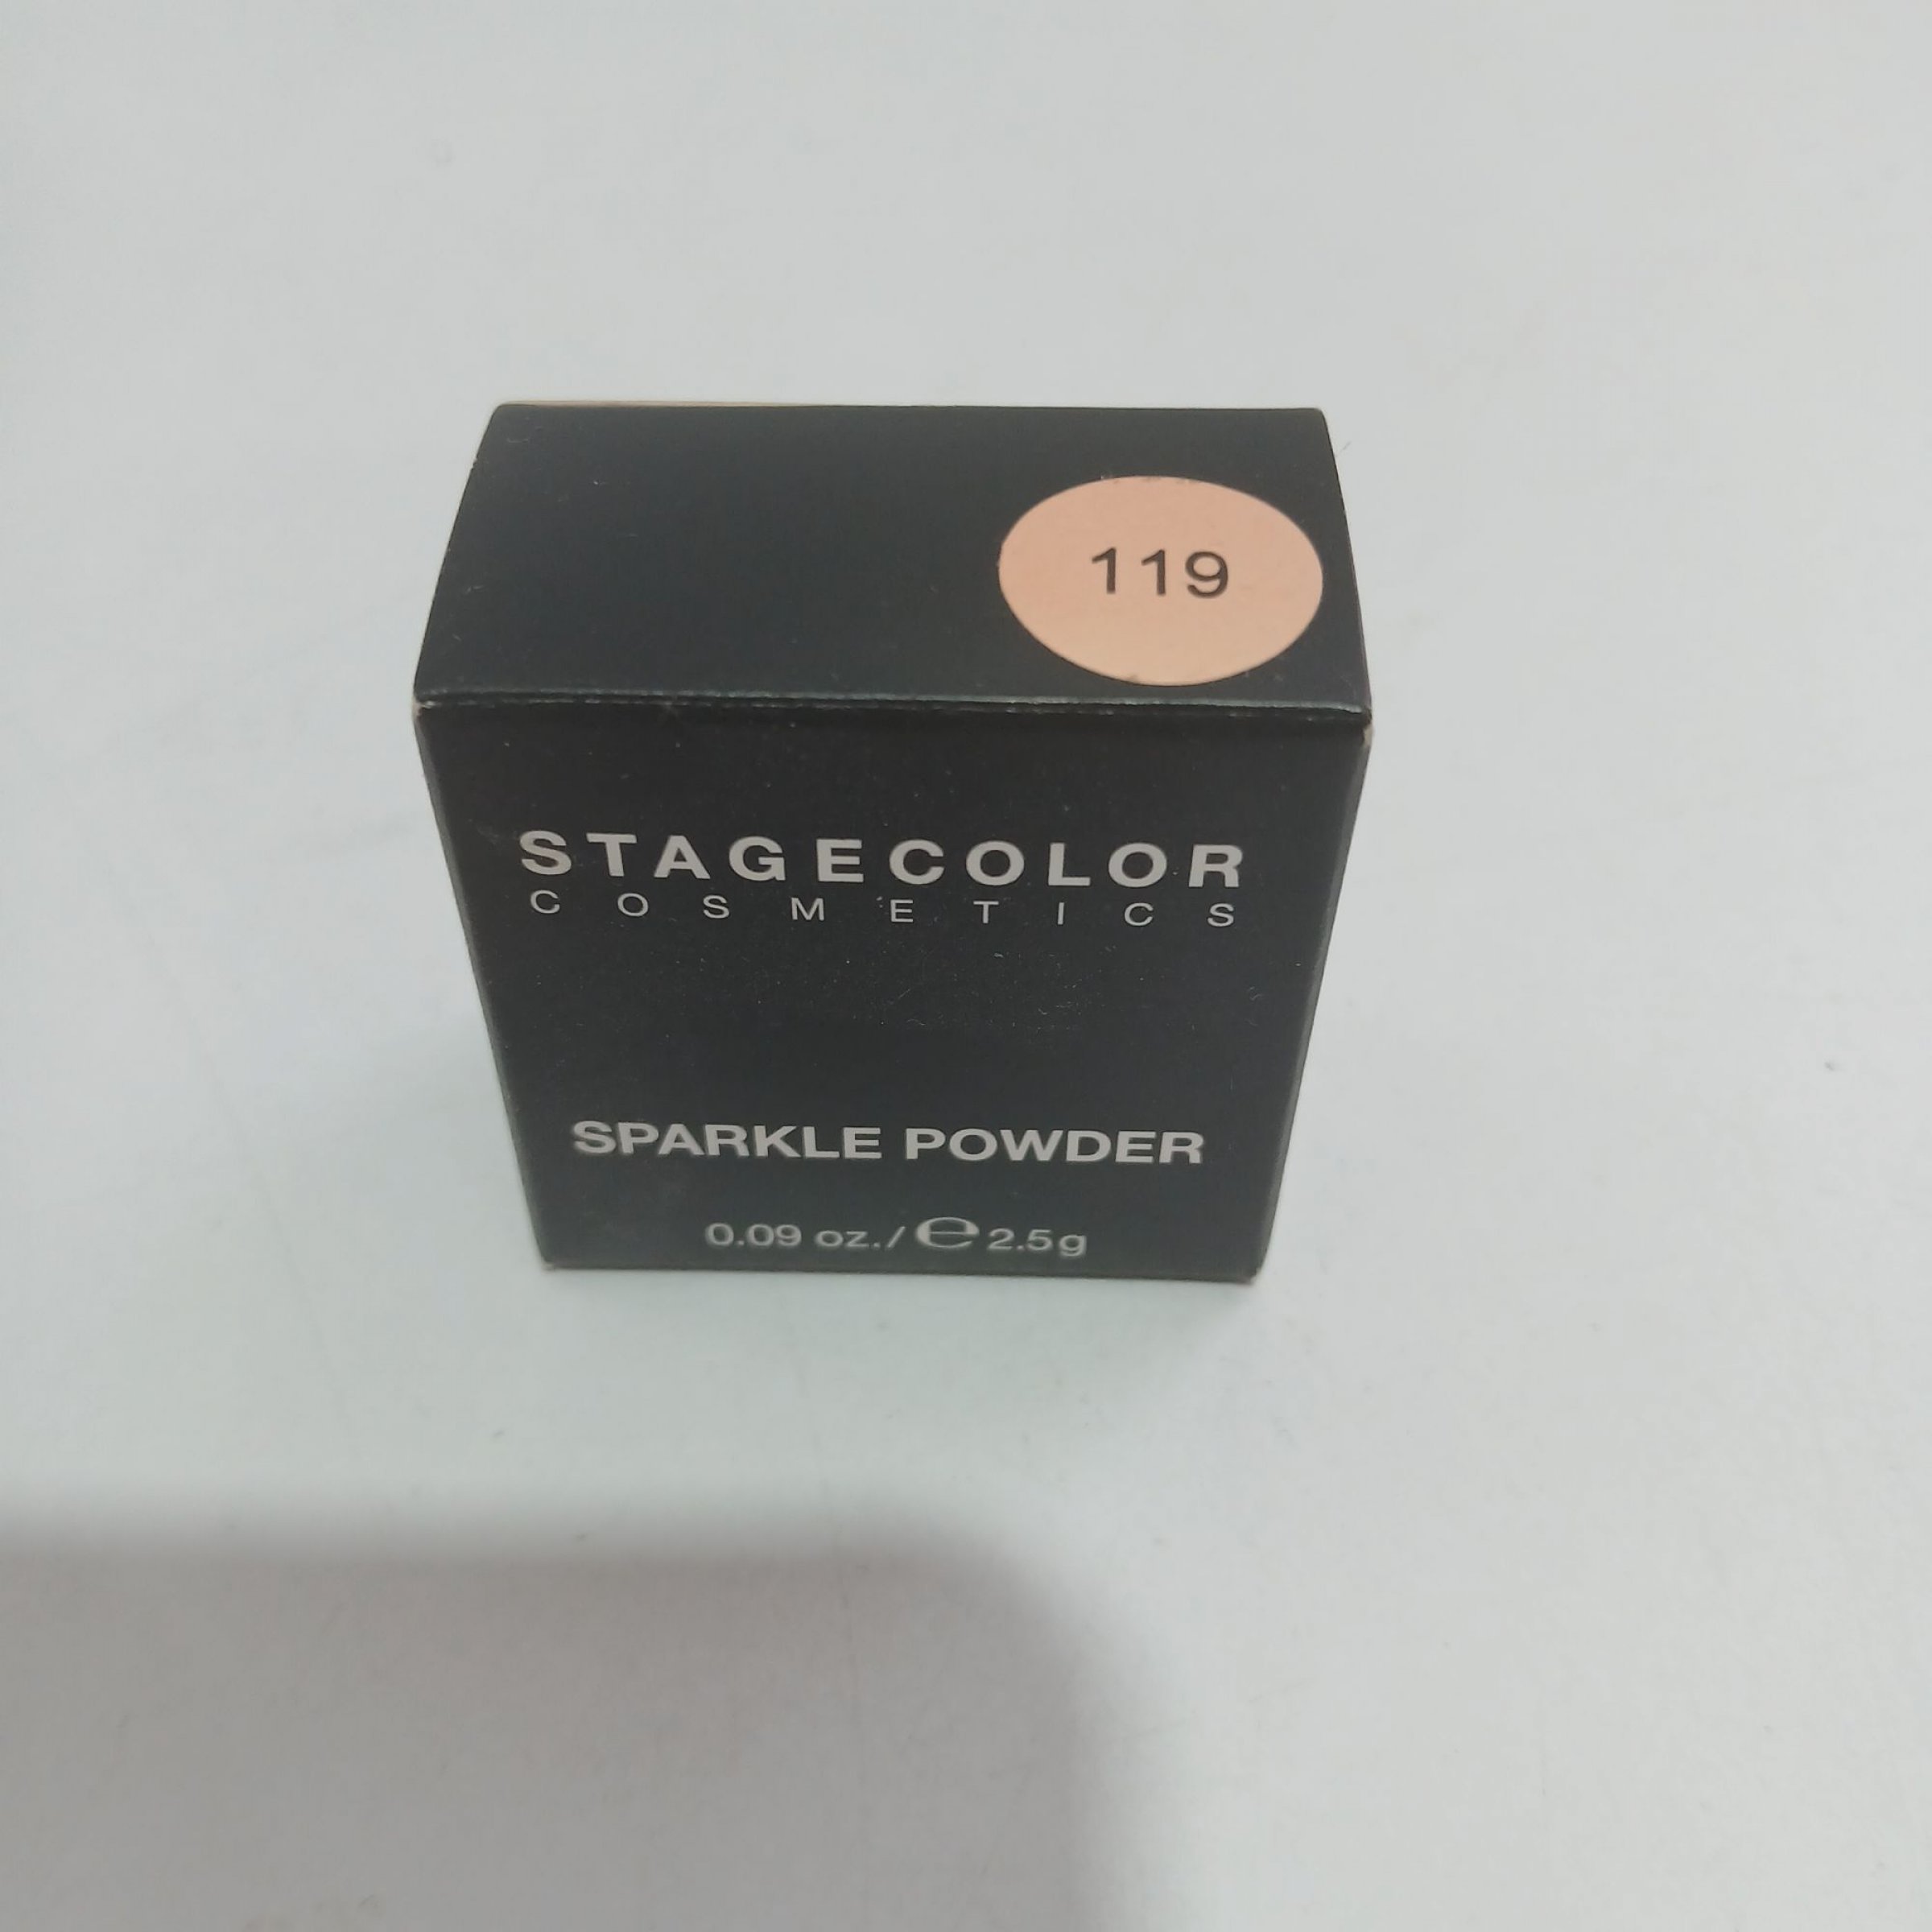 119
STAGECOLOR
COSMETICS
SPARKLE POWDER
0.09 oz./ ℮ 2.5g